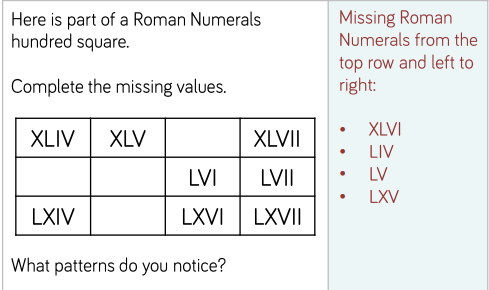 Here is part of a Roman Numerals
hundred square.
Complete the missing values.
XLIV XLV XLVII
LVI LVII
LXIV LXVI LXVII
What patterns do you notice?
Missing Roman
Numerals from the
top row and left to
right:
• XLVI
• LIV
• LV
• LXV